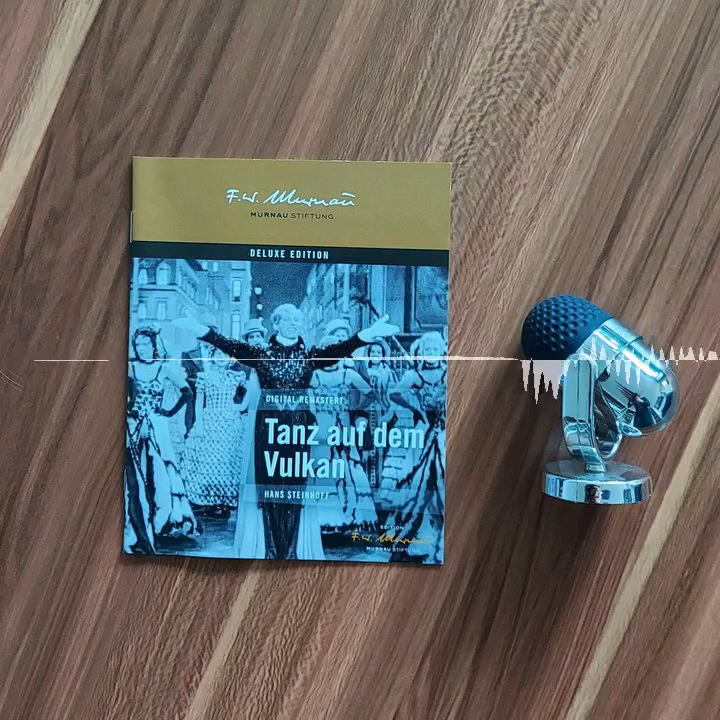 F.W. Murnau
MURNAU STIFTUNG
DELUXE EDITION
DIGITAL REMASTERT
Tanz auf dem
Vulkan
HANS STEINHOFF
EDITION
F.W. Murnau
MURNAU STIFTUNG